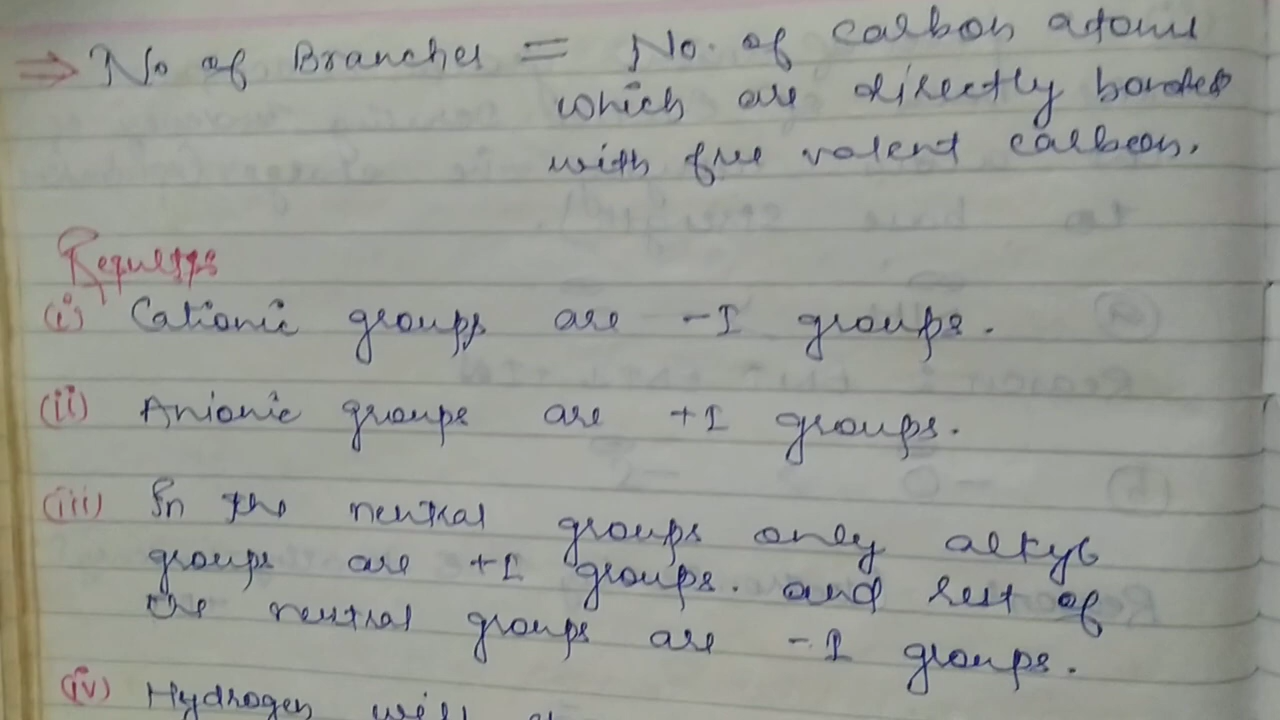 ⇒ No of Branches = No. of carbon atoms
which are directly bonded
with free valent carbon.
(i) Cationic groups are -I groups.
(ii) Anionic groups are +I groups.
(iii) In the neutral groups only alkyl
groups are +I groups. and rest of
the neutral groups are -I groups.
(iv) Hydrogen will